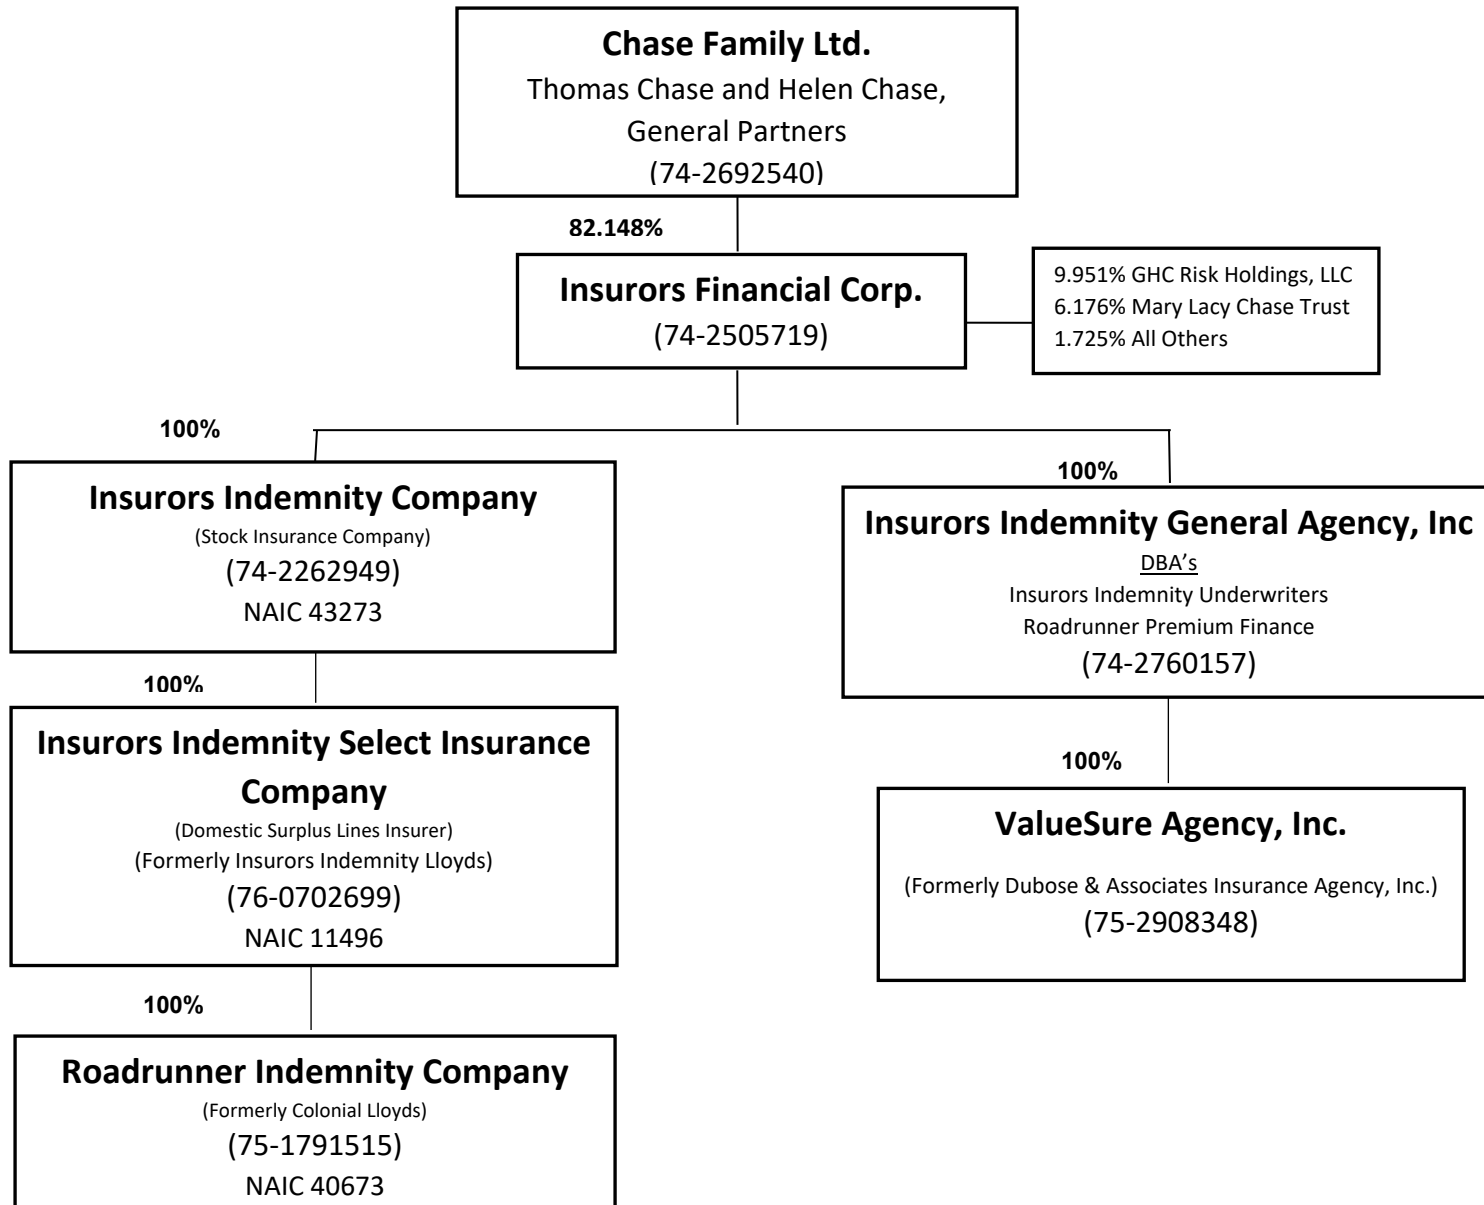 Chase Family Ltd.
Thomas Chase and Helen Chase,
General Partners
(74-2692540)
82.148%
Insurors Financial Corp.
(74-2505719)
9.951% GHC Risk Holdings, LLC
6.176% Mary Lacy Chase Trust
1.725% All Others
100%
Insurors Indemnity Company
(Stock Insurance Company)
(74-2262949)
NAIC 43273
100%
Insurors Indemnity Select Insurance
Company
(Domestic Surplus Lines Insurer)
(Formerly Insurors Indemnity Lloyds)
(76-0702699)
NAIC 11496
100%
Roadrunner Indemnity Company
(Formerly Colonial Lloyds)
(75-1791515)
NAIC 40673
100%
Insurors Indemnity General Agency, Inc
DBA’s
Insurors Indemnity Underwriters
Roadrunner Premium Finance
(74-2760157)
100%
ValueSure Agency, Inc.
(Formerly Dubose & Associates Insurance Agency, Inc.)
(75-2908348)